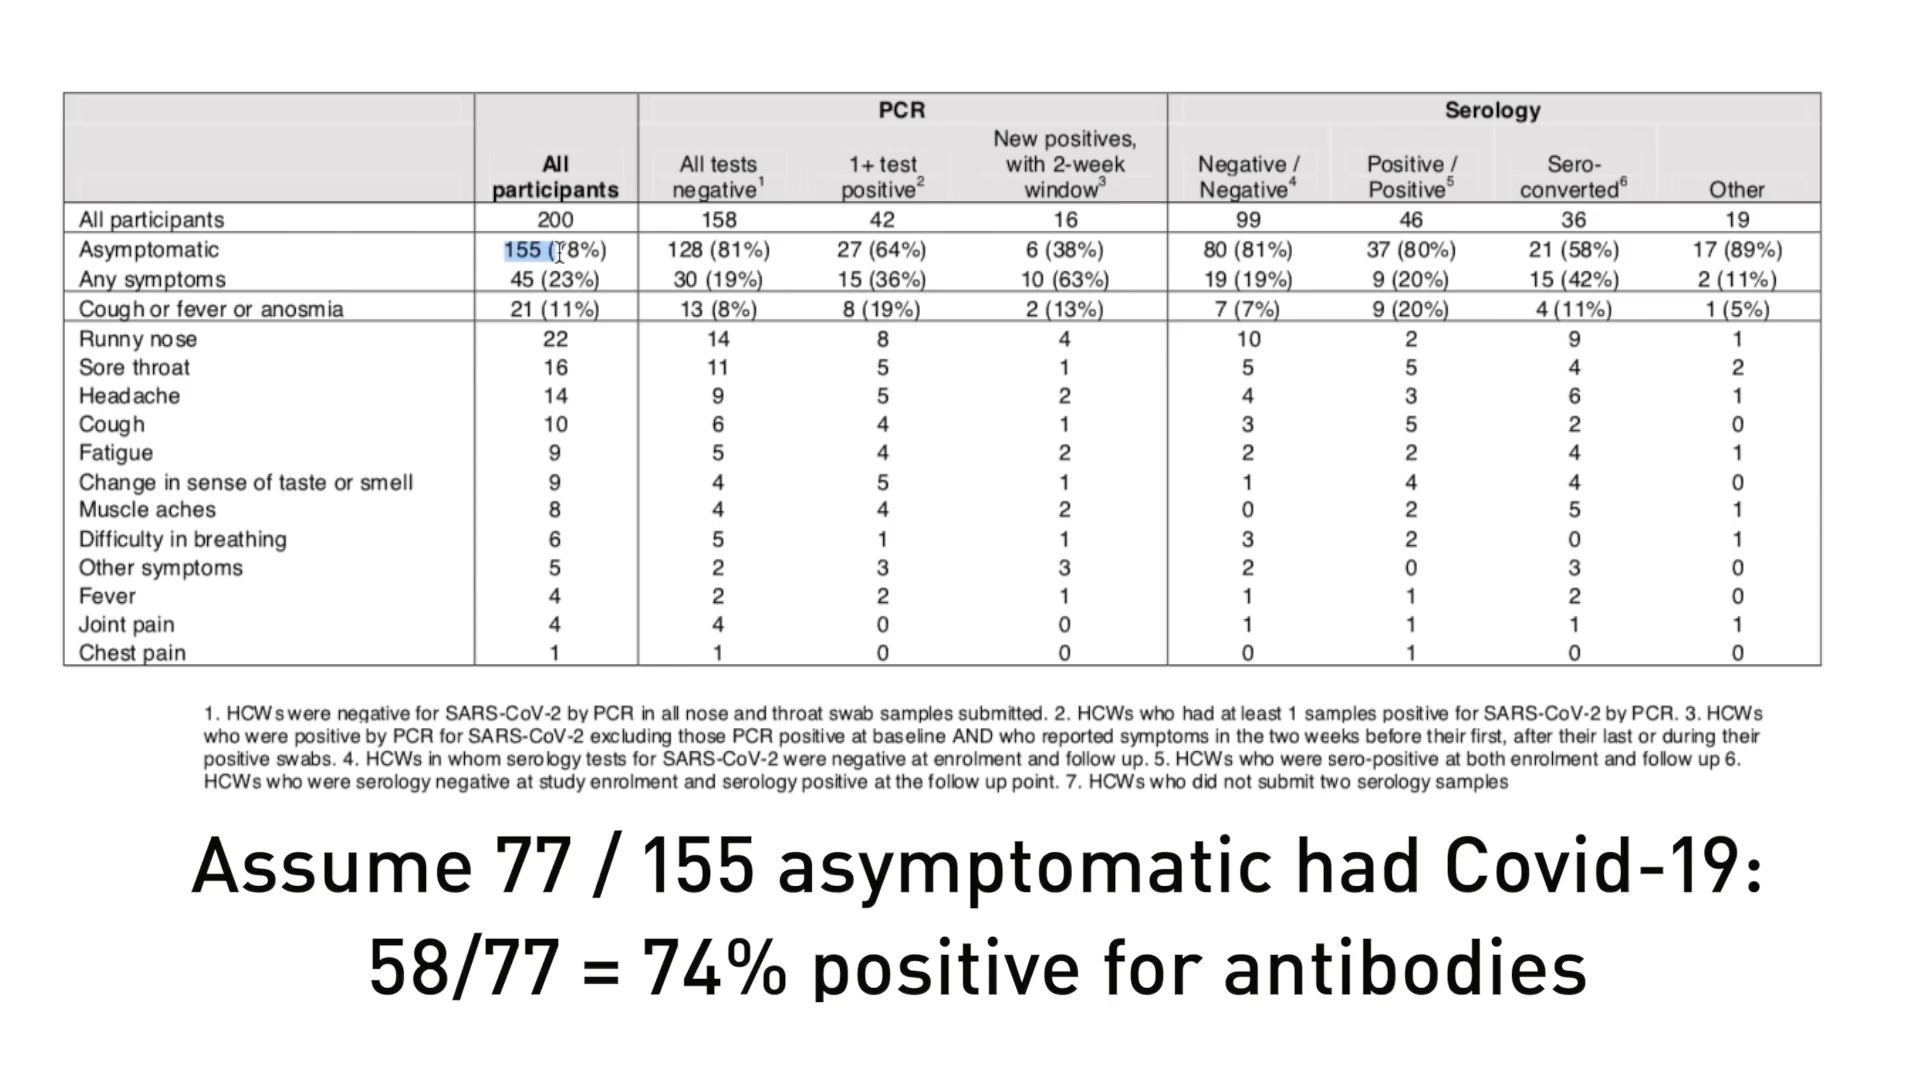 PCR Serology
All participants All tests negative1 1+ test positive2 New positives, with 2-week window3 Negative / Negative4 Positive / Positive5 Sero-converted6 Other
All participants 200 158 42 16 99 46 36 19
Asymptomatic 155 ( 8%) 128 (81%) 27 (64%) 6 (38%) 80 (81%) 37 (80%) 21 (58%) 17 (89%)
Any symptoms 45 (23%) 30 (19%) 15 (36%) 10 (63%) 19 (19%) 9 (20%) 15 (42%) 2 (11%)
Cough or fever or anosmia 21 (11%) 13 (8%) 8 (19%) 2 (13%) 7 (7%) 9 (20%) 4 (11%) 1 (5%)
Runny nose 22 14 8 4 10 2 9 1
Sore throat 16 11 5 1 5 5 4 2
Headache 14 9 5 2 4 3 6 1
Cough 10 6 4 1 3 5 2 0
Fatigue 9 5 4 2 2 2 4 1
Change in sense of taste or smell 9 4 5 1 1 4 4 0
Muscle aches 8 4 4 2 0 2 5 1
Difficulty in breathing 6 5 1 1 3 2 0 1
Other symptoms 5 2 3 3 2 0 3 0
Fever 4 2 2 1 1 1 2 0
Joint pain 4 4 0 0 1 1 1 1
Chest pain 1 1 0 0 0 1 0 0
1. HCWs were negative for SARS-CoV-2 by PCR in all nose and throat swab samples submitted. 2. HCWs who had at least 1 samples positive for SARS-CoV-2 by PCR. 3. HCWs
who were positive by PCR for SARS-CoV-2 excluding those PCR positive at baseline AND who reported symptoms in the two weeks before their first, after their last or during their
positive swabs. 4. HCWs in whom serology tests for SARS-CoV-2 were negative at enrolment and follow up. 5. HCWs who were sero-positive at both enrolment and follow up 6.
HCWs who were serology negative at study enrolment and serology positive at the follow up point. 7. HCWs who did not submit two serology samples
Assume 77 / 155 asymptomatic had Covid-19:
58/77 = 74% positive for antibodies